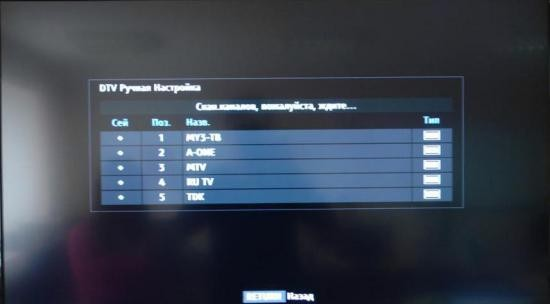 DTV Ручная Настройка
Скан.каналов, пожалуйста, ждите...
Сей Поз. Назв. Тип
1 МУЗ-ТВ
2 A-ONE
3 MTV
4 RU TV
5 TDK
RETURN Назад